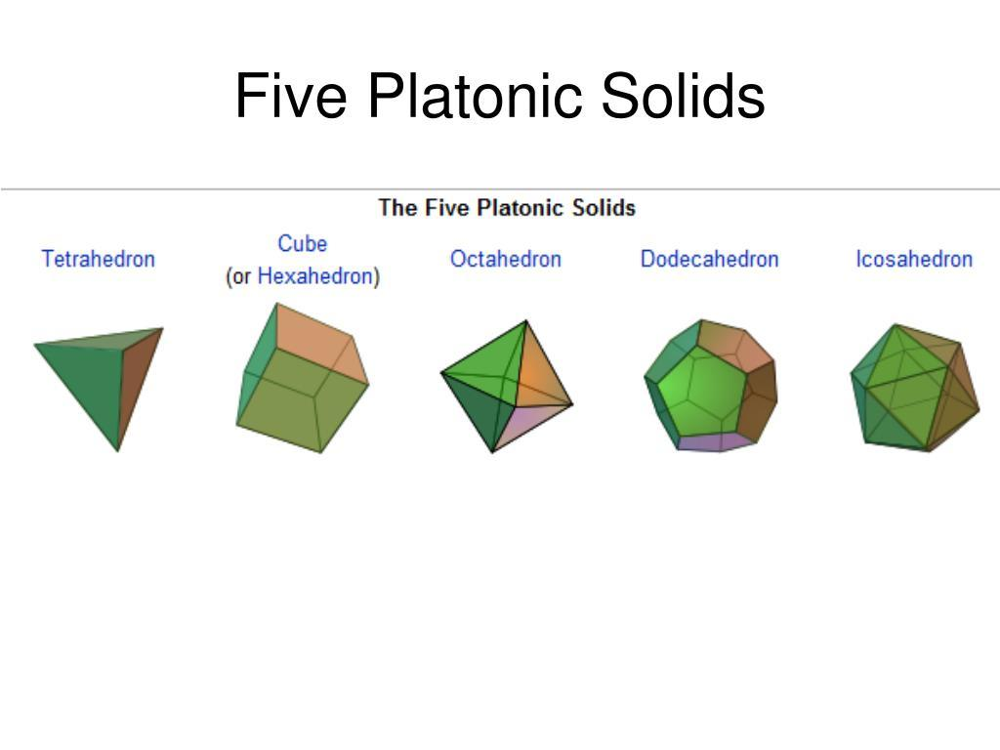 Five Platonic Solids
The Five Platonic Solids
Tetrahedron
Cube
(or Hexahedron)
Octahedron
Dodecahedron
Icosahedron